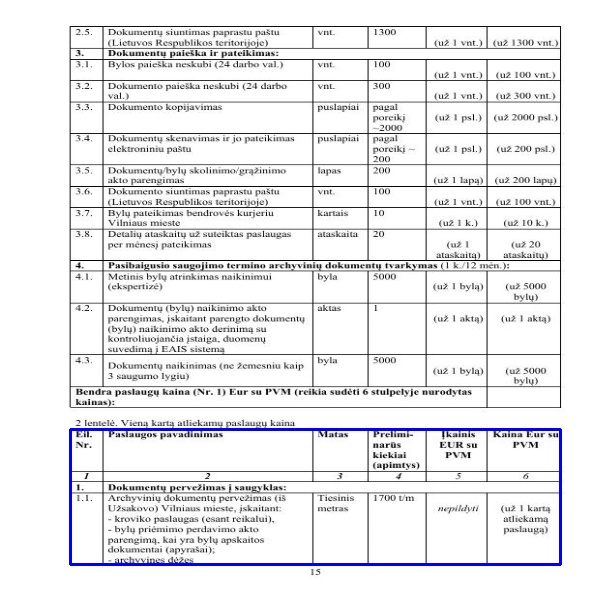 2.5. Dokumentų siuntimas paprastu paštu vnt. 1300
(Lietuvos Respublikos teritorijoje) (už 1 vnt.) (už 1300 vnt.)
3. Dokumentų paieška ir pateikimas:
3.1. Bylos paieška neskubi (24 darbo val.) vnt. 100
(už 1 vnt.) (už 100 vnt.)
3.2. Dokumento paieška neskubi (24 darbo vnt. 300
val.) (už 1 vnt.) (už 300 vnt.)
3.3. Dokumento kopijavimas puslapiai pagal
poreikį (už 1 psl.) (už 2000 psl.)
~2000
3.4. Dokumentų skenavimas ir jo pateikimas puslapiai pagal
elektroniniu paštu poreikį ~ (už 1 psl.) (už 200 psl.)
200
3.5. Dokumentų/bylų skolinimo/grąžinimo lapas 200
akto parengimas (už 1 lapą) (už 200 lapų)
3.6. Dokumento siuntimas paprastu paštu vnt. 100
(Lietuvos Respublikos teritorijoje) (už 1 vnt.) (už 100 vnt.)
3.7. Bylų pateikimas bendrovės kurjeriu kartais 10
Vilniaus mieste (už 1 k.) (už 10 k.)
3.8. Detalių ataskaitų už suteiktas paslaugas ataskaita 20
per mėnesį pateikimas (už 1 (už 20
ataskaitą) ataskaitų)
4. Pasibaigusio saugojimo termino archyvinių dokumentų tvarkymas (1 k./12 mėn.):
4.1. Metinis bylų atrinkimas naikinimui byla 5000
(ekspertizė) (už 1 bylą) (už 5000
bylų)
4.2. Dokumentų (bylų) naikinimo akto aktas 1
parengimas, įskaitant parengto dokumentų (už 1 aktą) (už 1 aktą)
(bylų) naikinimo akto derinimą su
kontroliuojančia įstaiga, duomenų
suvedimą į EAIS sistemą
4.3. byla 5000
Dokumentų naikinimas (ne žemesniu kaip (už 1 bylą) (už 5000
3 saugumo lygiu) bylų)
Bendra paslaugų kaina (Nr. 1) Eur su PVM (reikia sudėti 6 stulpelyje nurodytas
kainas):
2 lentelė. Vieną kartą atliekamų paslaugų kaina
Eil. Paslaugos pavadinimas Matas Prelimi- Įkainis Kaina Eur su
Nr. narūs EUR su PVM
kiekiai PVM
(apimtys)
1 2 3 4 5 6
1. Dokumentų pervežimas į saugyklas:
1.1. Archyvinių dokumentų pervežimas (iš Tiesinis 1700 t/m
Užsakovo) Vilniaus mieste, įskaitant: metras nepildyti (už 1 kartą
- kroviko paslaugas (esant reikalui), atliekamą
- bylų priėmimo perdavimo akto paslaugą)
parengimą, kai yra bylų apskaitos
dokumentai (apyrašai);
- archyvines dėžes
15